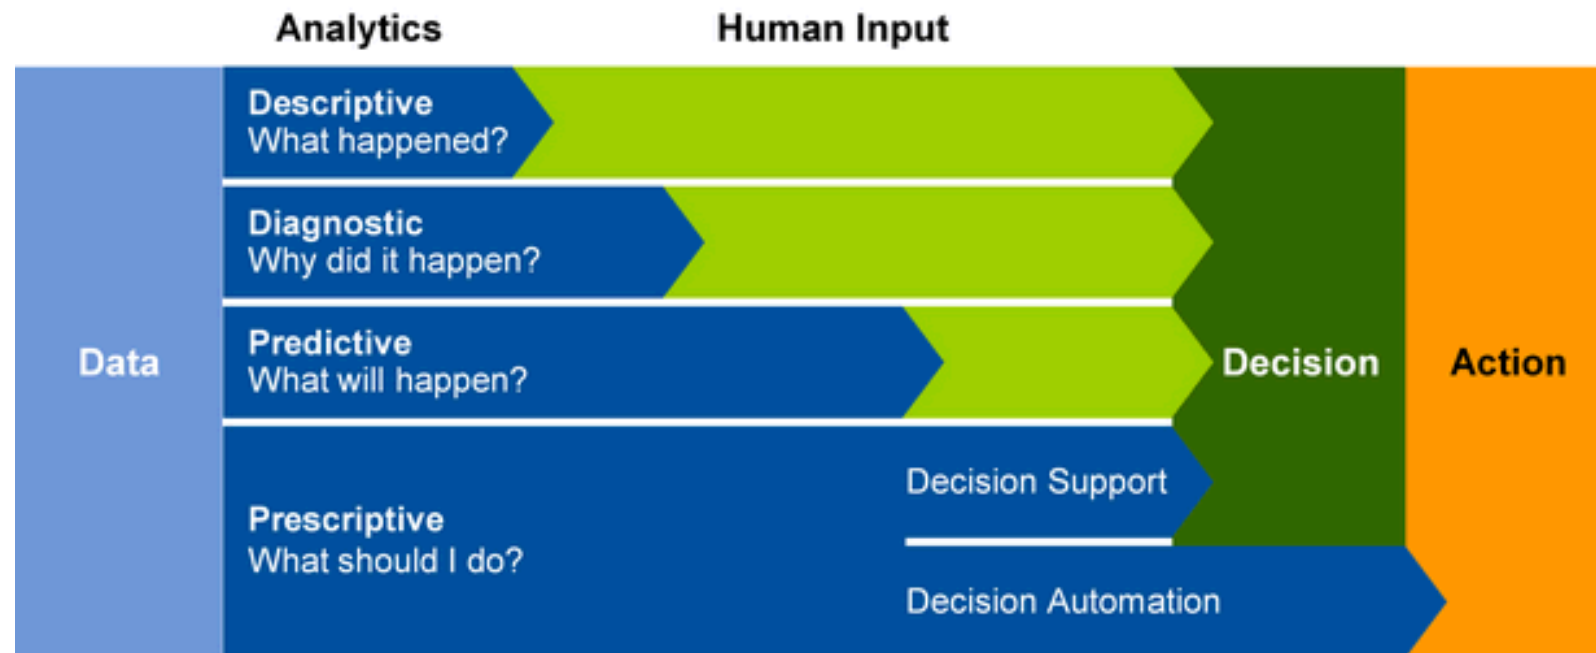 Analytics
Human Input
Data
Descriptive
What happened?
Diagnostic
Why did it happen?
Predictive
What will happen?
Prescriptive
What should I do?
Decision Support
Decision Automation
Decision
Action